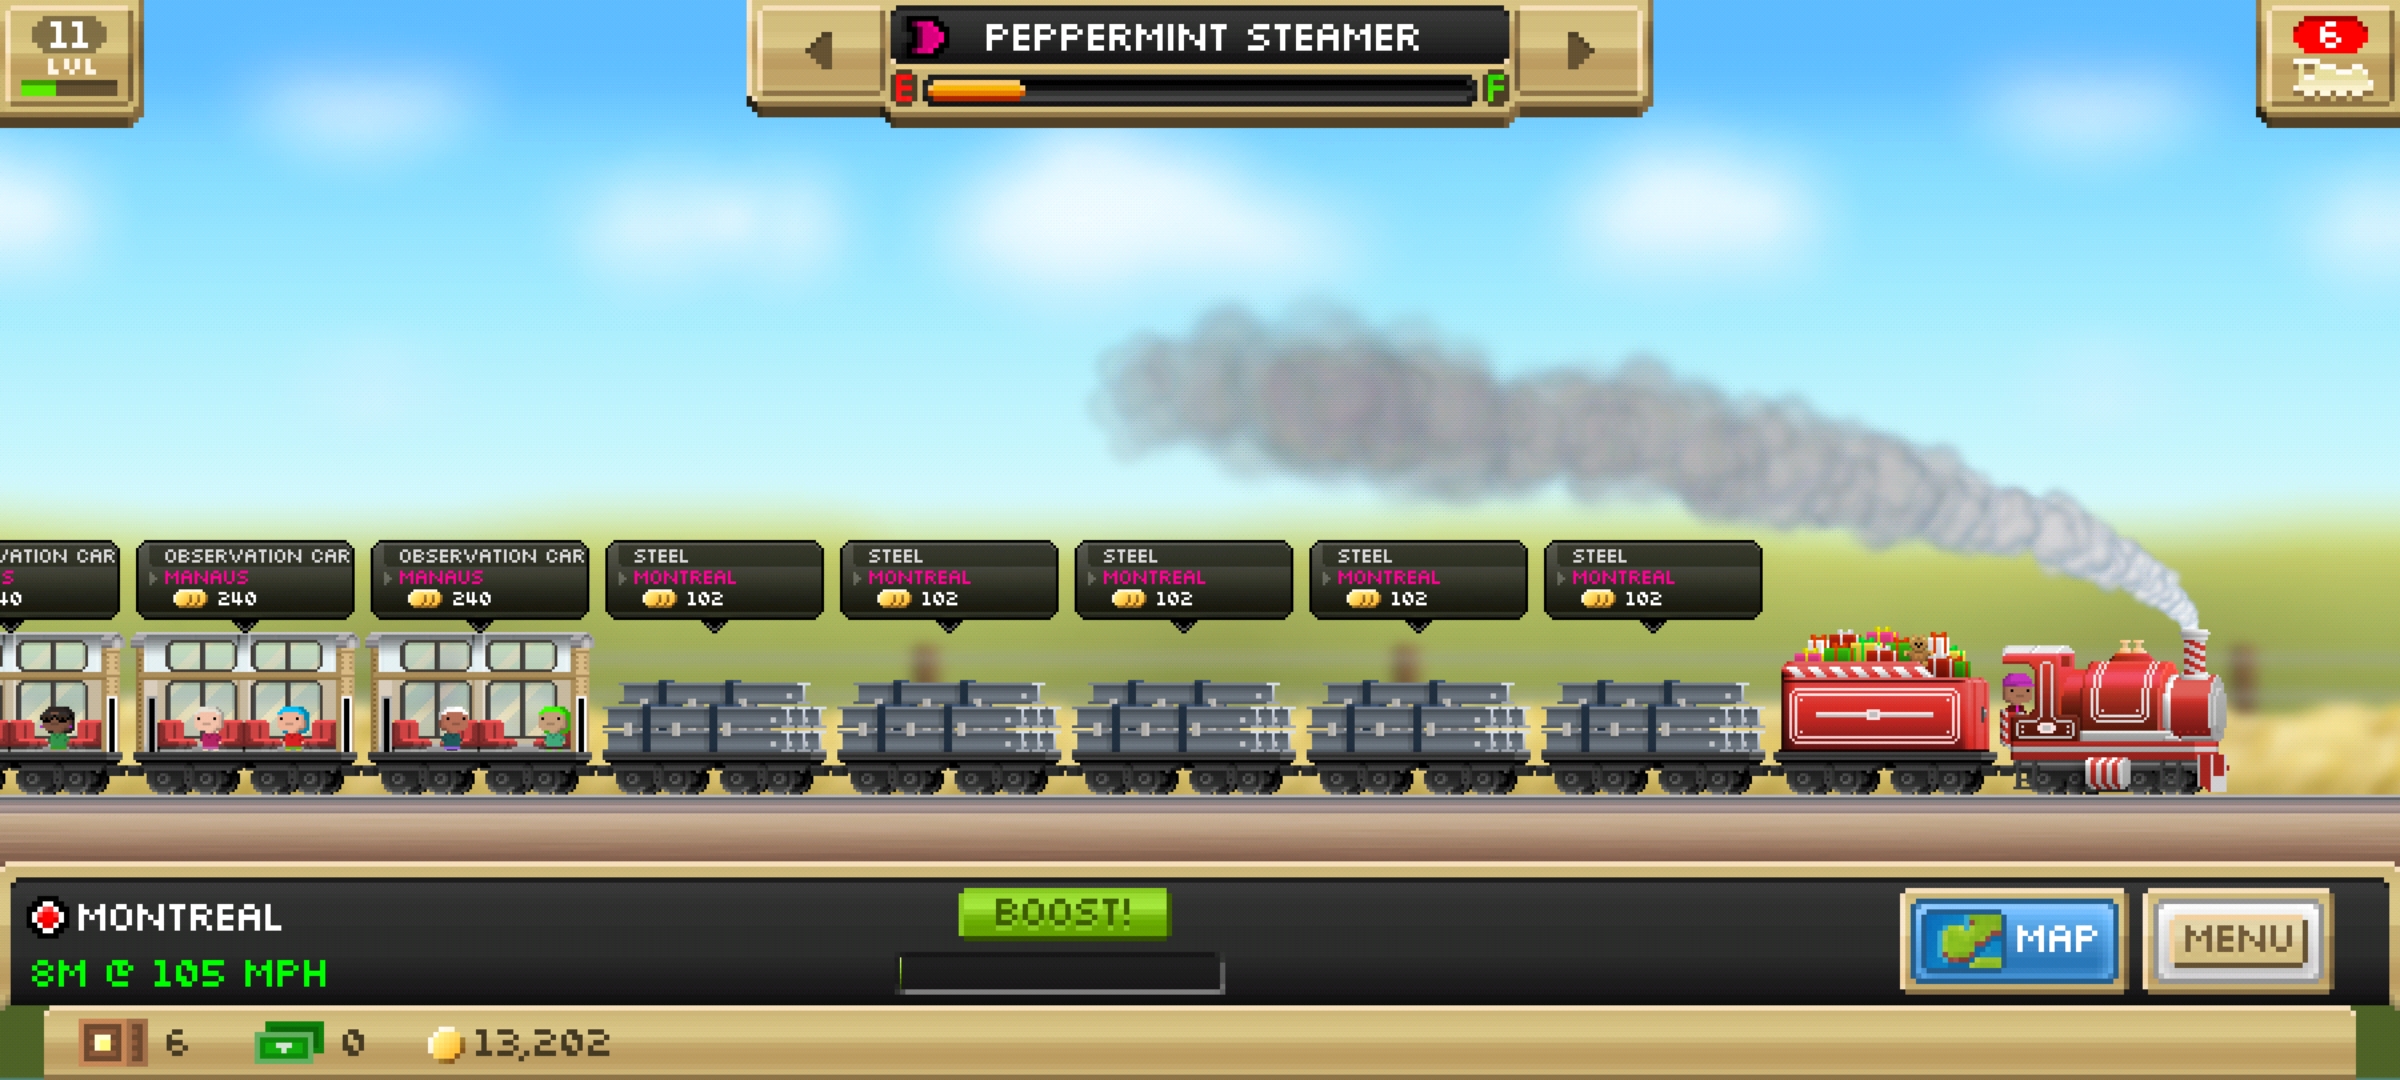 11
LVL
PEPPERMINT STEAMER
E
F
6
VATION CAR
S
40
OBSERVATION CAR
MANAUS
240
OBSERVATION CAR
MANAUS
240
STEEL
MONTREAL
102
STEEL
MONTREAL
102
STEEL
MONTREAL
102
STEEL
MONTREAL
102
STEEL
MONTREAL
102
MONTREAL
8M @ 105 MPH
BOOST!
MAP
MENU
6
0
13,202